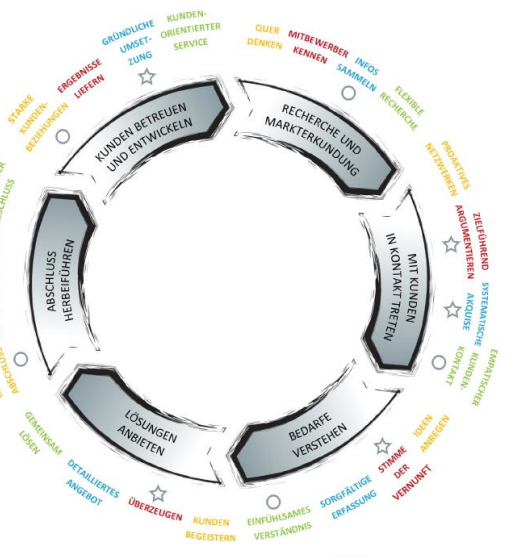 QUER
DENKEN
MITBEWERBER
KENNEN
INFOS
SAMMELN
FLEXIBLE
RECHERCHE
RECHERCHE UND
MARKTERKUNDUNG
PROAKTIVES
NETZWERKEN
ZIELFÜHREND
ARGUMENTIEREN
SYSTEMATISCHE
AKQUISE
EMPATISCHER
KUNDEN-
KONTAKT
MIT KUNDEN
IN KONTAKT TRETEN
IDEEN
ANREGEN
STIMME
DER
VERNUNFT
SORGFÄLTIGE
ERFASSUNG
EINFÜHLSAMES
VERSTÄNDNIS
BEDARFE
VERSTEHEN
KUNDEN
BEGEISTERN
ÜBERZEUGEN
DETAILLIERTES
ANGEBOT
GEMEINSAM
LÖSEN
LÖSUNGEN
ANBIETEN
ABSCHLUSS
HERBEIFÜHREN
STARKE
KUNDEN-
BEZIEHUNGEN
ERGEBNISSE
LIEFERN
GRÜNDLICHE
UMSET-
ZUNG
KUNDEN-
ORIENTIERTER
SERVICE
KUNDEN BETREUEN
UND ENTWICKELN